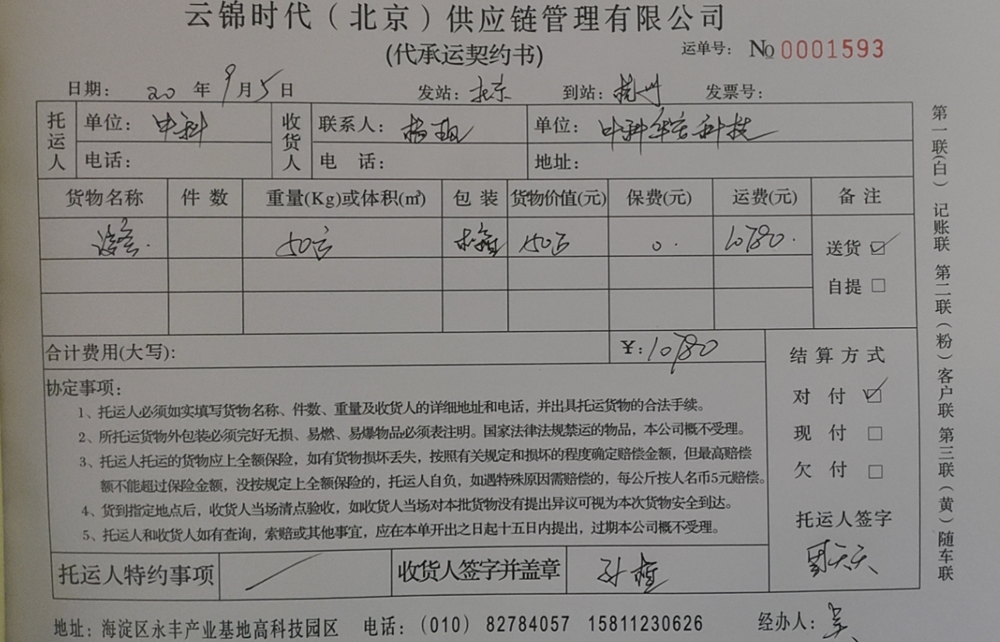 云锦时代（北京）供应链管理有限公司
(代承运契约书)
运单号： № 0001593
日期： 20 年 9 月 5 日 发站：北京 到站：杭州 发票号：
托运人 单位：中科 收货人 联系人：杨 单位：中科 科技
电话： 电 话： 地址：
货物名称 件 数 重量(Kg)或体积(㎡) 包 装 货物价值(元) 保费(元) 运费(元) 备 注
设备. 50 木箱 150万 0. 10780.
送货 ☑
自提 □
合计费用(大写)： ¥：10780
结 算 方 式
对 付 ☑
现 付 □
欠 付 □
托运人签字
周天天
协定事项：
1、托运人必须如实填写货物名称、件数、重量及收货人的详细地址和电话，并出具托运货物的合法手续。
2、所托运货物外包装必须完好无损、易燃、易爆物品必须表注明。国家法律法规禁运的物品，本公司概不受理。
3、托运人托运的货物应上全额保险，如有货物损坏丢失，按照有关规定和损坏的程度确定赔偿金额，但最高赔偿
额不能超过保险金额，没按规定上全额保险的，托运人自负，如遇特殊原因需赔偿的，每公斤按人名币5元赔偿。
4、货到指定地点后，收货人当场清点验收，如收货人当场对本批货物没有提出异议可视为本次货物安全到达。
5、托运人和收货人如有查询，索赔或其他事宜，应在本单开出之日起十五日内提出，过期本公司概不受理。
托运人特约事项 收货人签字并盖章 孙
地址：海淀区永丰产业基地高科技园区 电话：（010）82784057 15811230626 经办人：吴
第一联（白）记账联 第二联（粉）客户联 第三联（黄）随车联